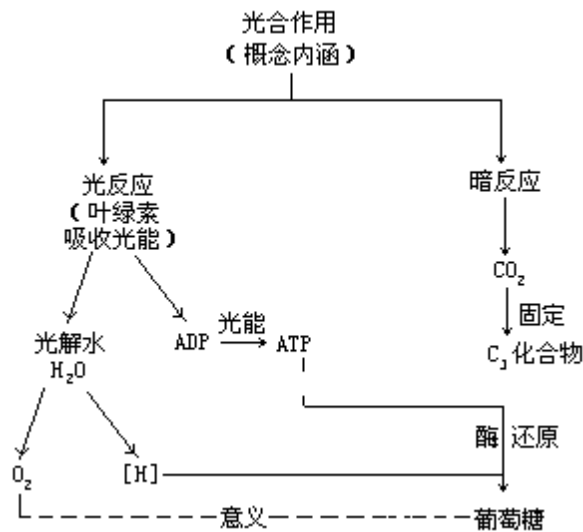 光合作用
（概念内涵）
光反应
（叶绿素
吸收光能）
暗反应
CO₂
固定
C₃化合物
光解水
H₂O
ADP
光能
ATP
酶 还原
O₂
[H]
意义
葡萄糖